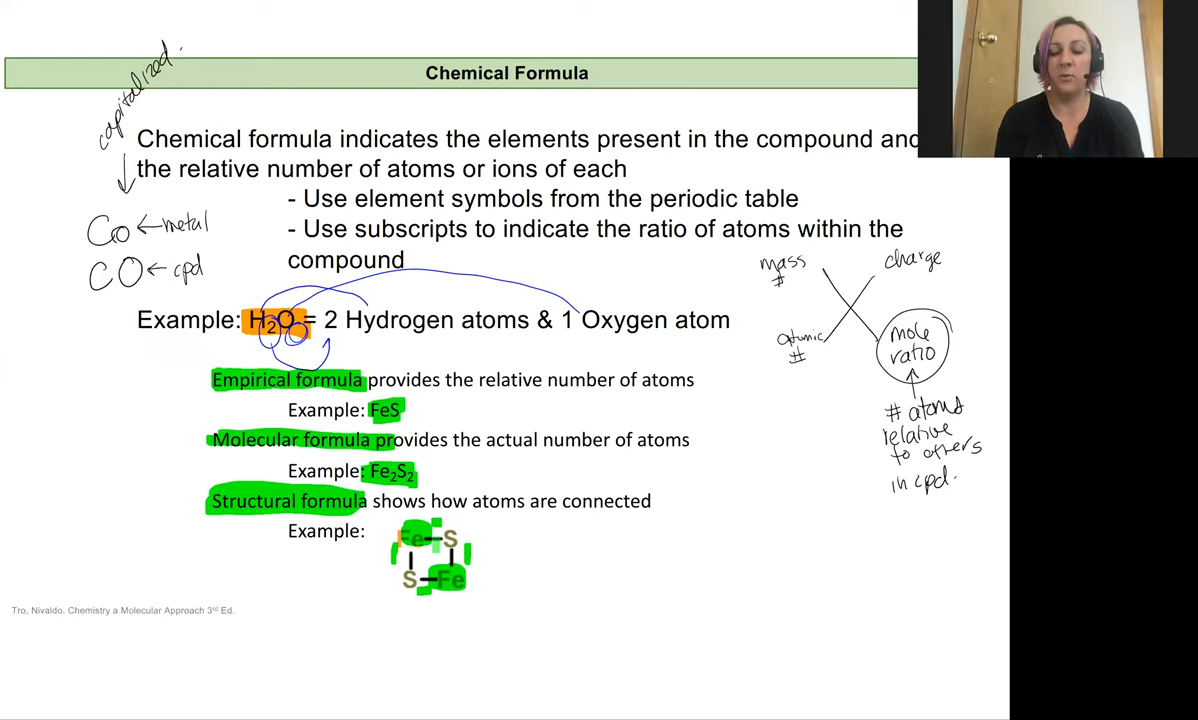 Chemical Formula
capitalized.
Chemical formula indicates the elements present in the compound and
the relative number of atoms or ions of each
- Use element symbols from the periodic table
- Use subscripts to indicate the ratio of atoms within the
compound
Co ← metal
CO ← cpd
mass
#
charge
atomic
#
mole
ratio
# atoms
relative
to others
in cpd.
Example: H₂O = 2 Hydrogen atoms & 1 Oxygen atom
Empirical formula provides the relative number of atoms
Example: FeS
Molecular formula provides the actual number of atoms
Example: Fe₂S₂
Structural formula shows how atoms are connected
Example:
Fe S
S Fe
Tro, Nivaldo. Chemistry a Molecular Approach 3rd Ed.